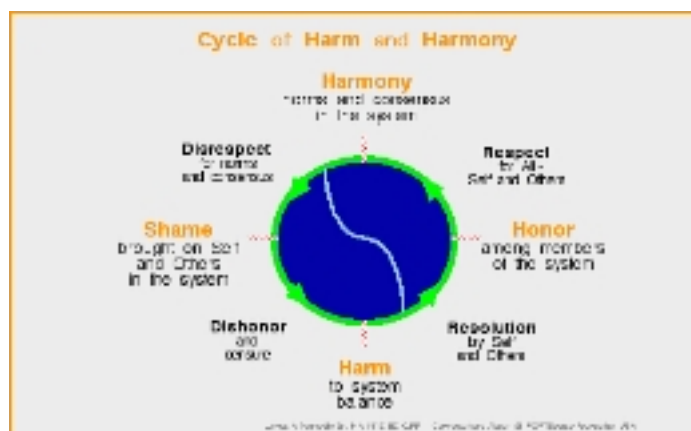 Cycle of Harm and Harmony
Harmony
norms and consensus
in the system
Disrespect
for norms
and consensus
Respect
for All-
Self and Others
Shame
brought on Self
and Others
in the system
Honor
among members
of the system
Dishonor
and
censure
Resolution
by Self
and Others
Harm
to system
balance